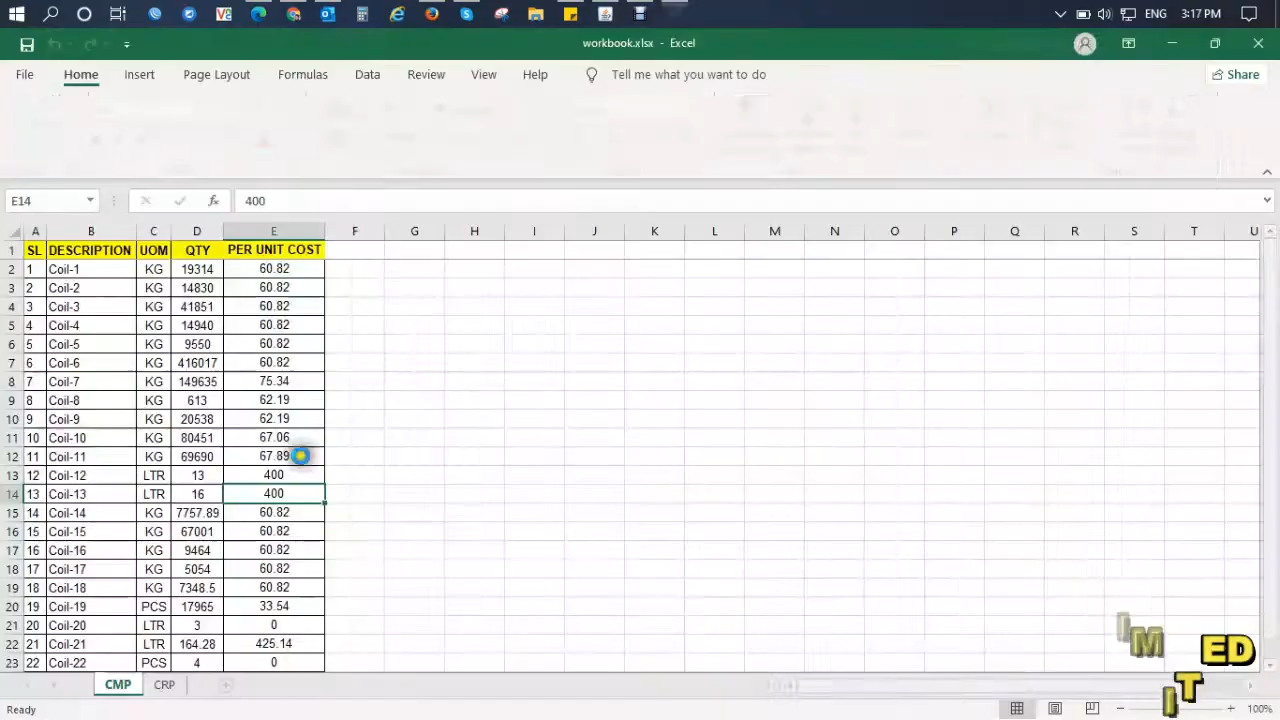 ENG 3:17 PM
workbook.xlsx - Excel
File Home Insert Page Layout Formulas Data Review View Help Tell me what you want to do Share
E14 400
A B C D E F G H I J K L M N O P Q R S T U
1 SL DESCRIPTION UOM QTY PER UNIT COST
2 1 Coil-1 KG 19314 60.82
3 2 Coil-2 KG 14830 60.82
4 3 Coil-3 KG 41851 60.82
5 4 Coil-4 KG 14940 60.82
6 5 Coil-5 KG 9550 60.82
7 6 Coil-6 KG 416017 60.82
8 7 Coil-7 KG 149635 75.34
9 8 Coil-8 KG 613 62.19
10 9 Coil-9 KG 20538 62.19
11 10 Coil-10 KG 80451 67.06
12 11 Coil-11 KG 69690 67.89
13 12 Coil-12 LTR 13 400
14 13 Coil-13 LTR 16 400
15 14 Coil-14 KG 7757.89 60.82
16 15 Coil-15 KG 67001 60.82
17 16 Coil-16 KG 9464 60.82
18 17 Coil-17 KG 5054 60.82
19 18 Coil-18 KG 7348.5 60.82
20 19 Coil-19 PCS 17965 33.54
21 20 Coil-20 LTR 3 0
22 21 Coil-21 LTR 164.28 425.14
23 22 Coil-22 PCS 4 0
IM ED
IT
CMP CRP
Ready 100%